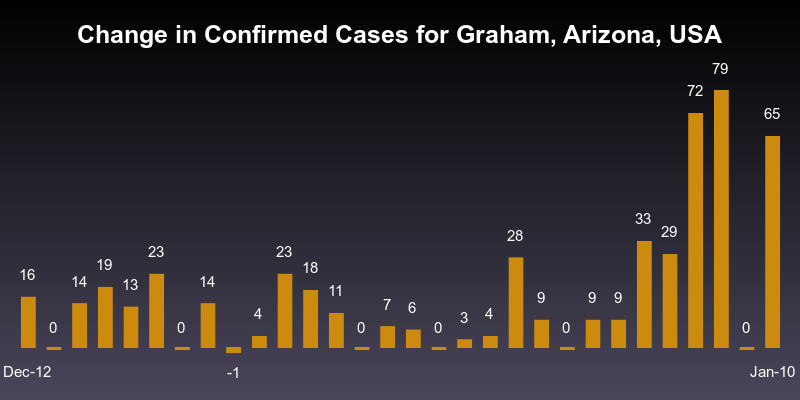 Change in Confirmed Cases for Graham, Arizona, USA
16 0 14 19 13 23 0 14 -1 4 23 18 11 0 7 6 0 3 4 28 9 0 9 9 33 29 72 79 0 65
Dec-12 Jan-10